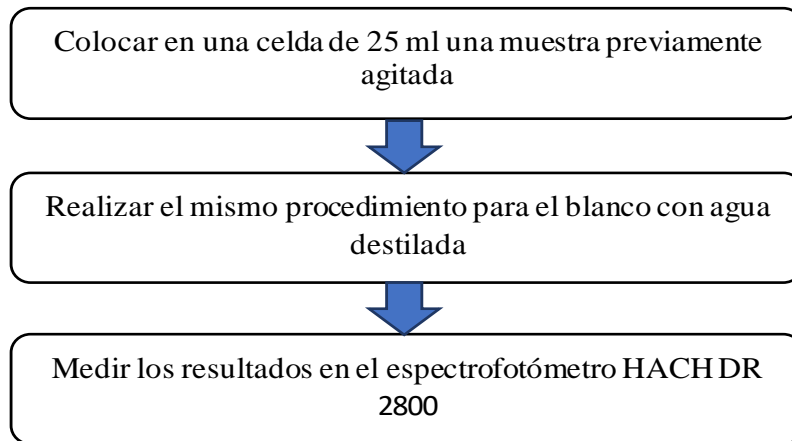 Colocar en una celda de 25 ml una muestra previamente
agitada
Realizar el mismo procedimiento para el blanco con agua
destilada
Medir los resultados en el espectrofotómetro HACH DR
2800